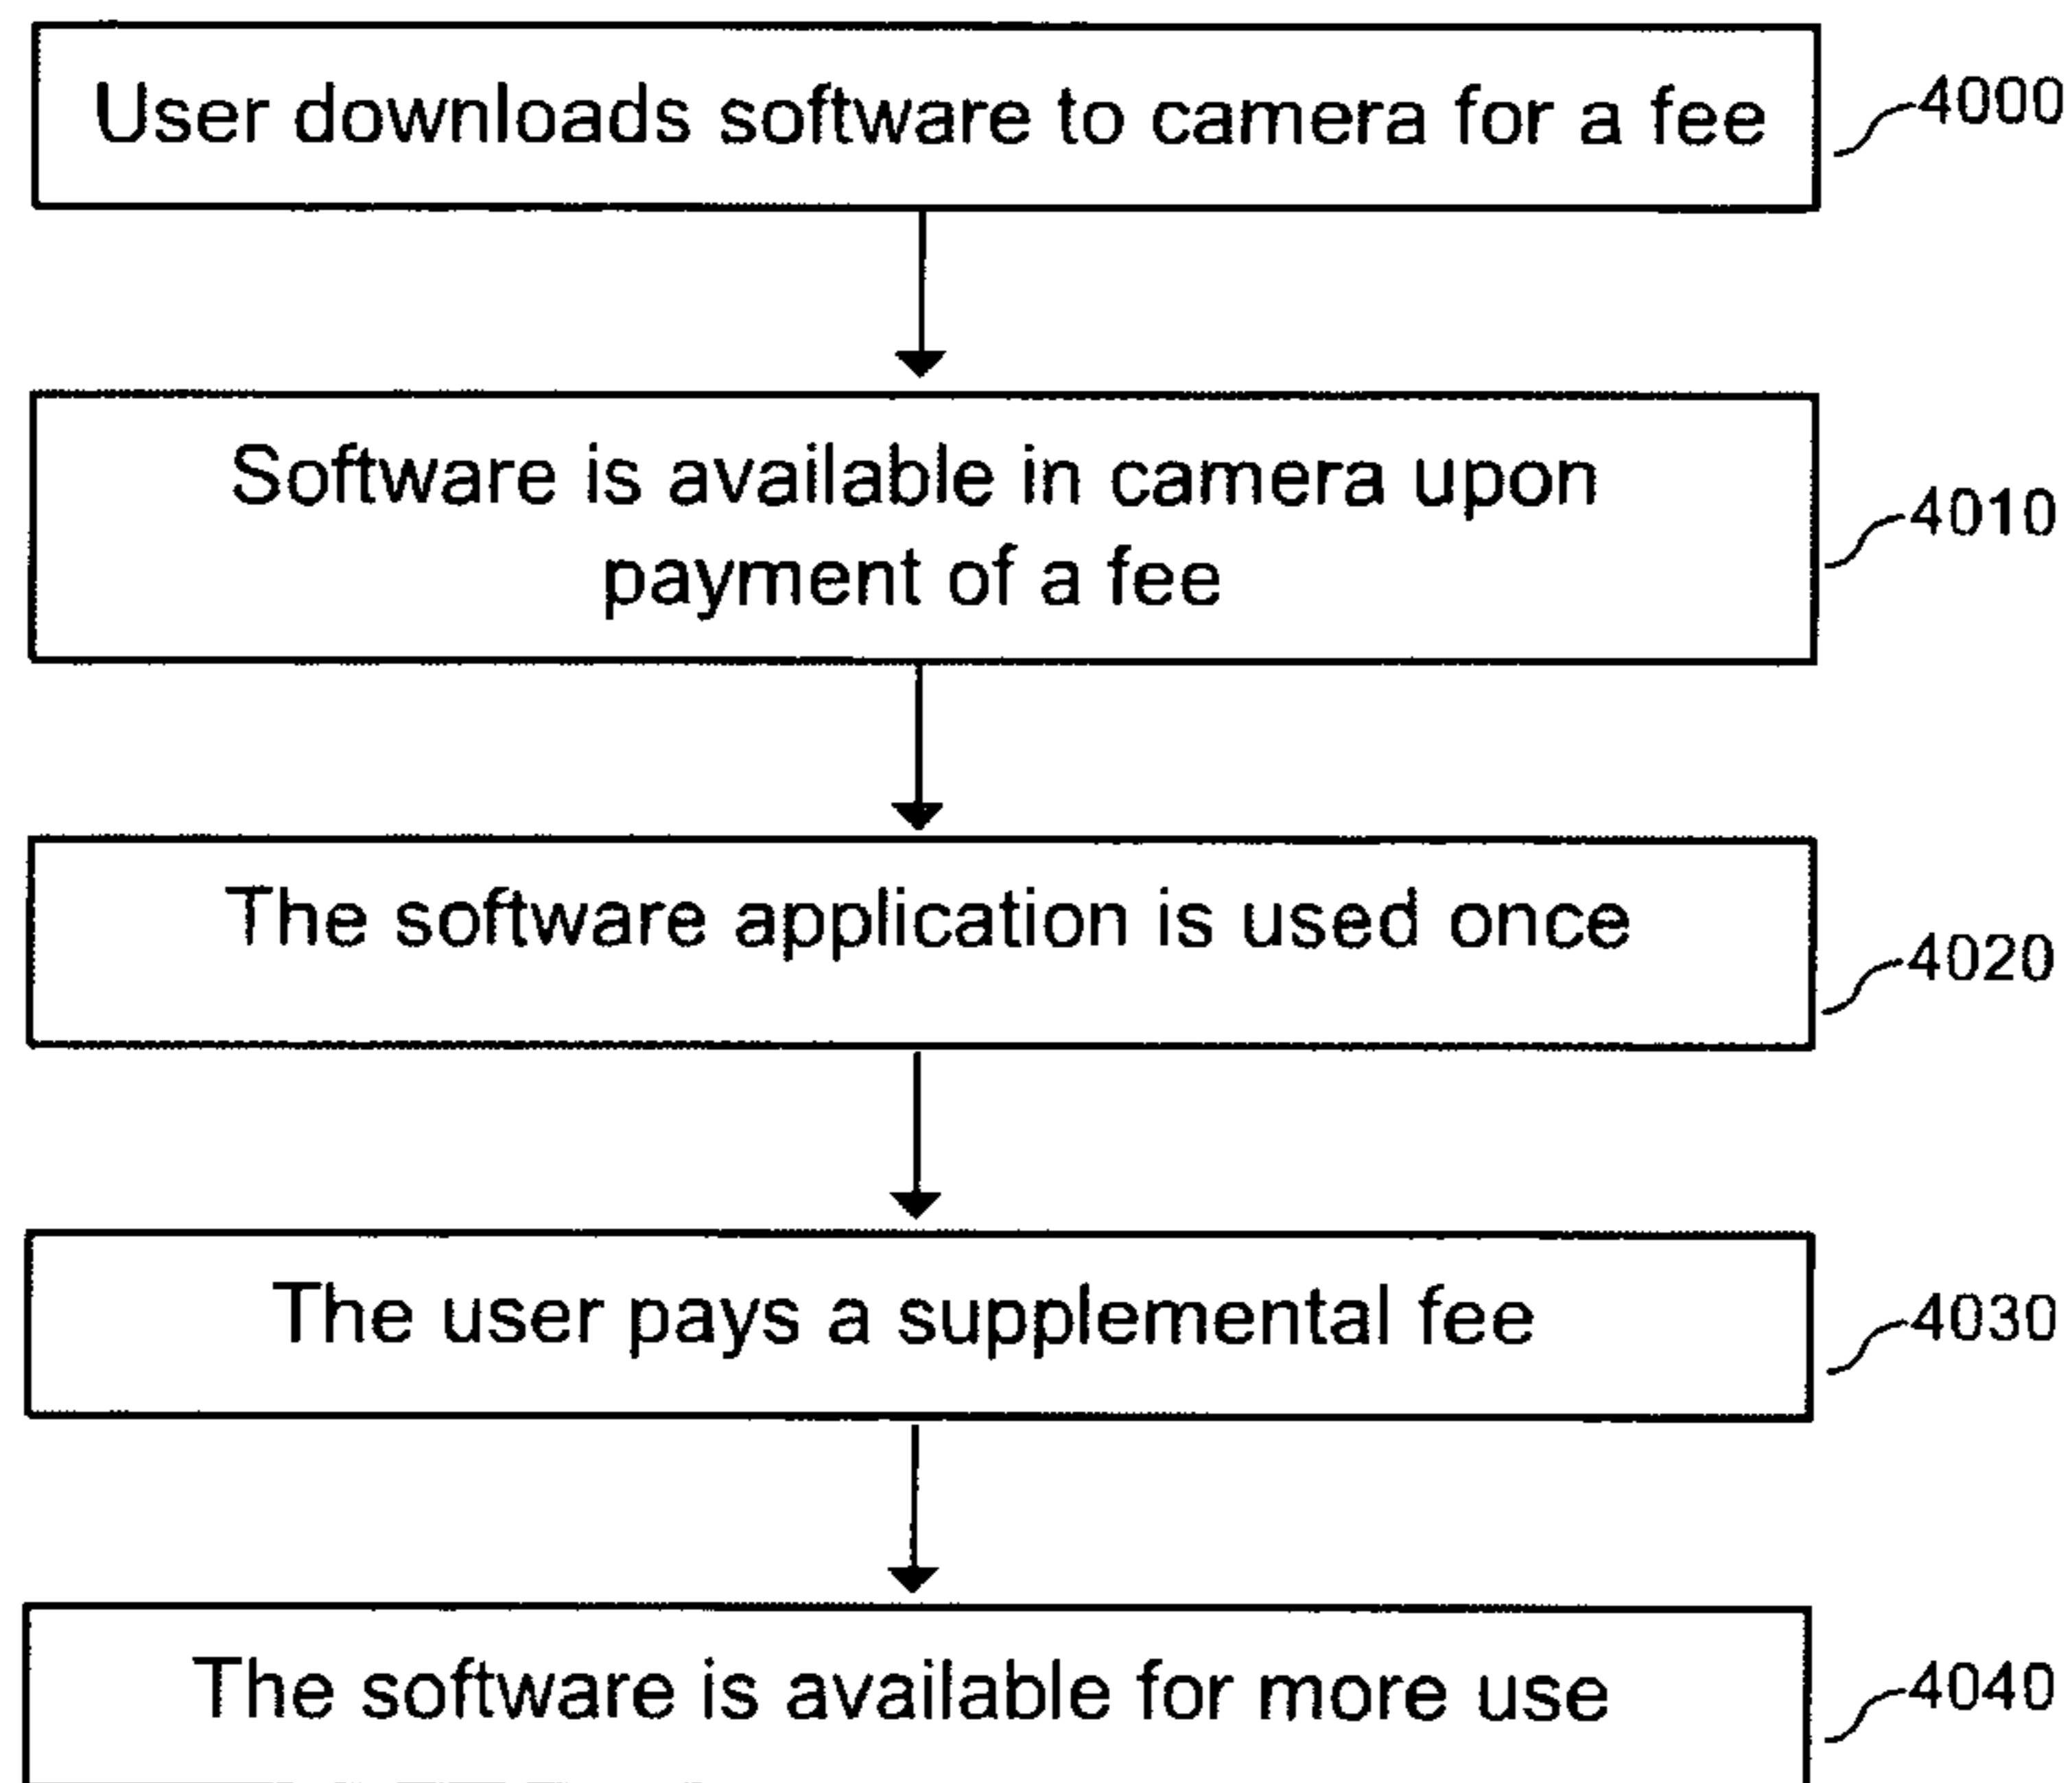 User downloads software to camera for a fee
4000
Software is available in camera upon
payment of a fee
4010
The software application is used once
4020
The user pays a supplemental fee
4030
The software is available for more use
4040